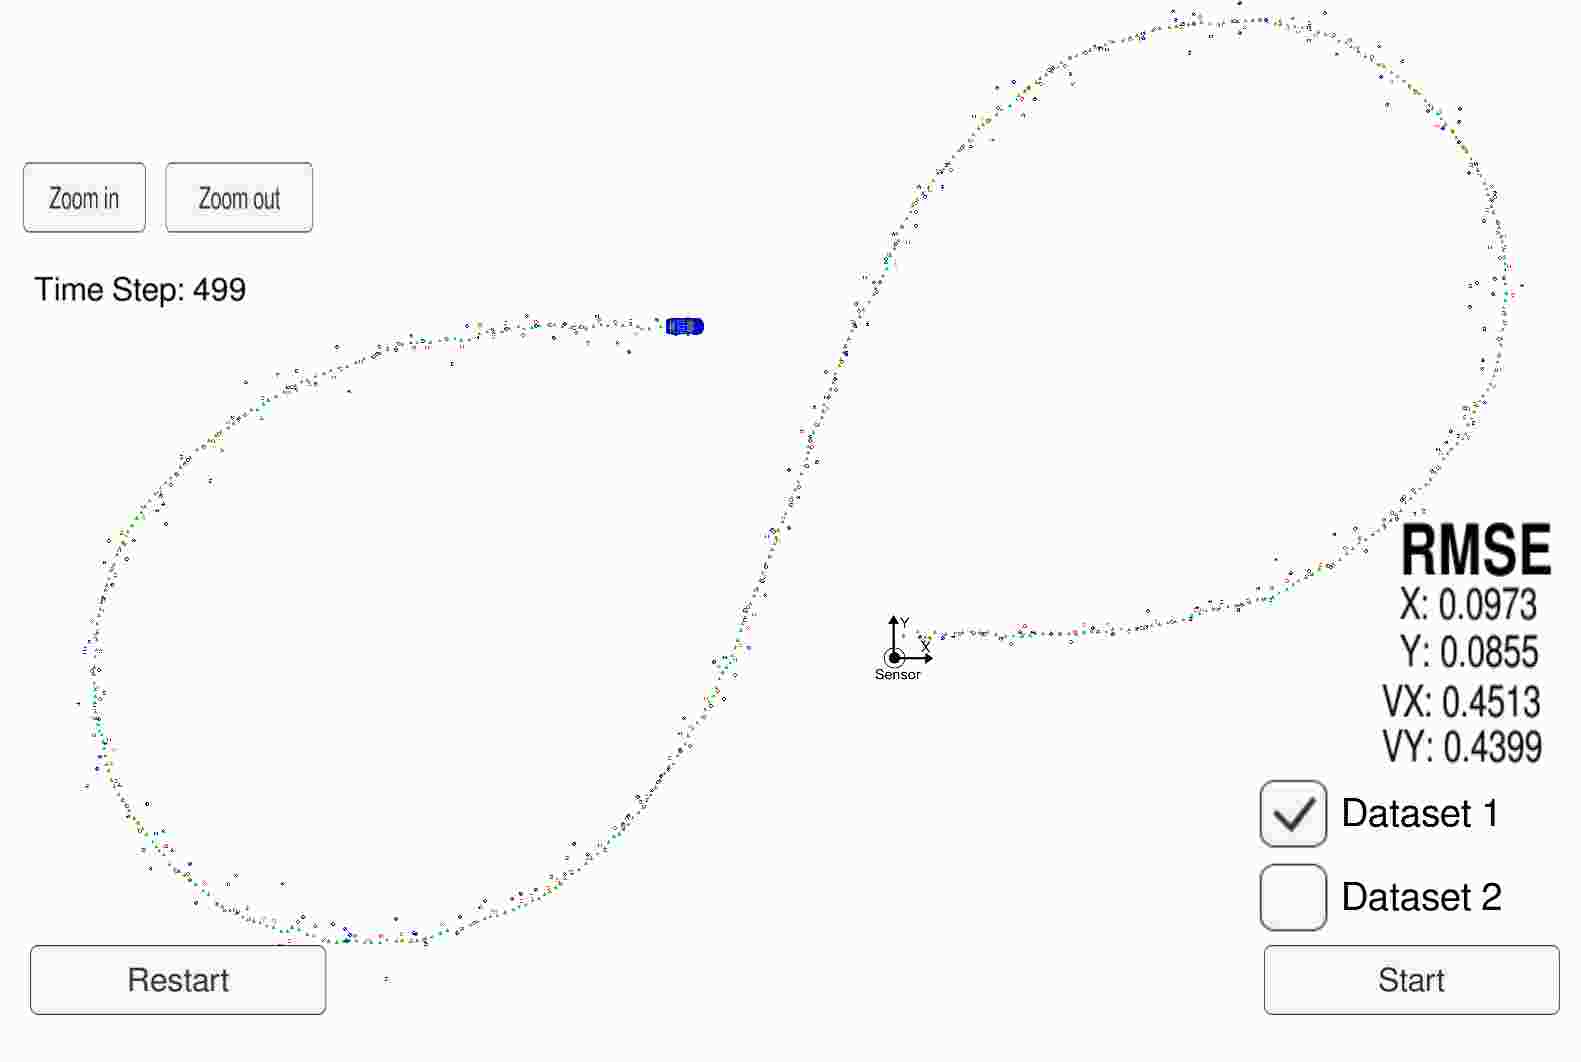 Zoom in
Zoom out
Time Step: 499
Y
X
Sensor
RMSE
X: 0.0973
Y: 0.0855
VX: 0.4513
VY: 0.4399
Dataset 1
Dataset 2
Restart
Start